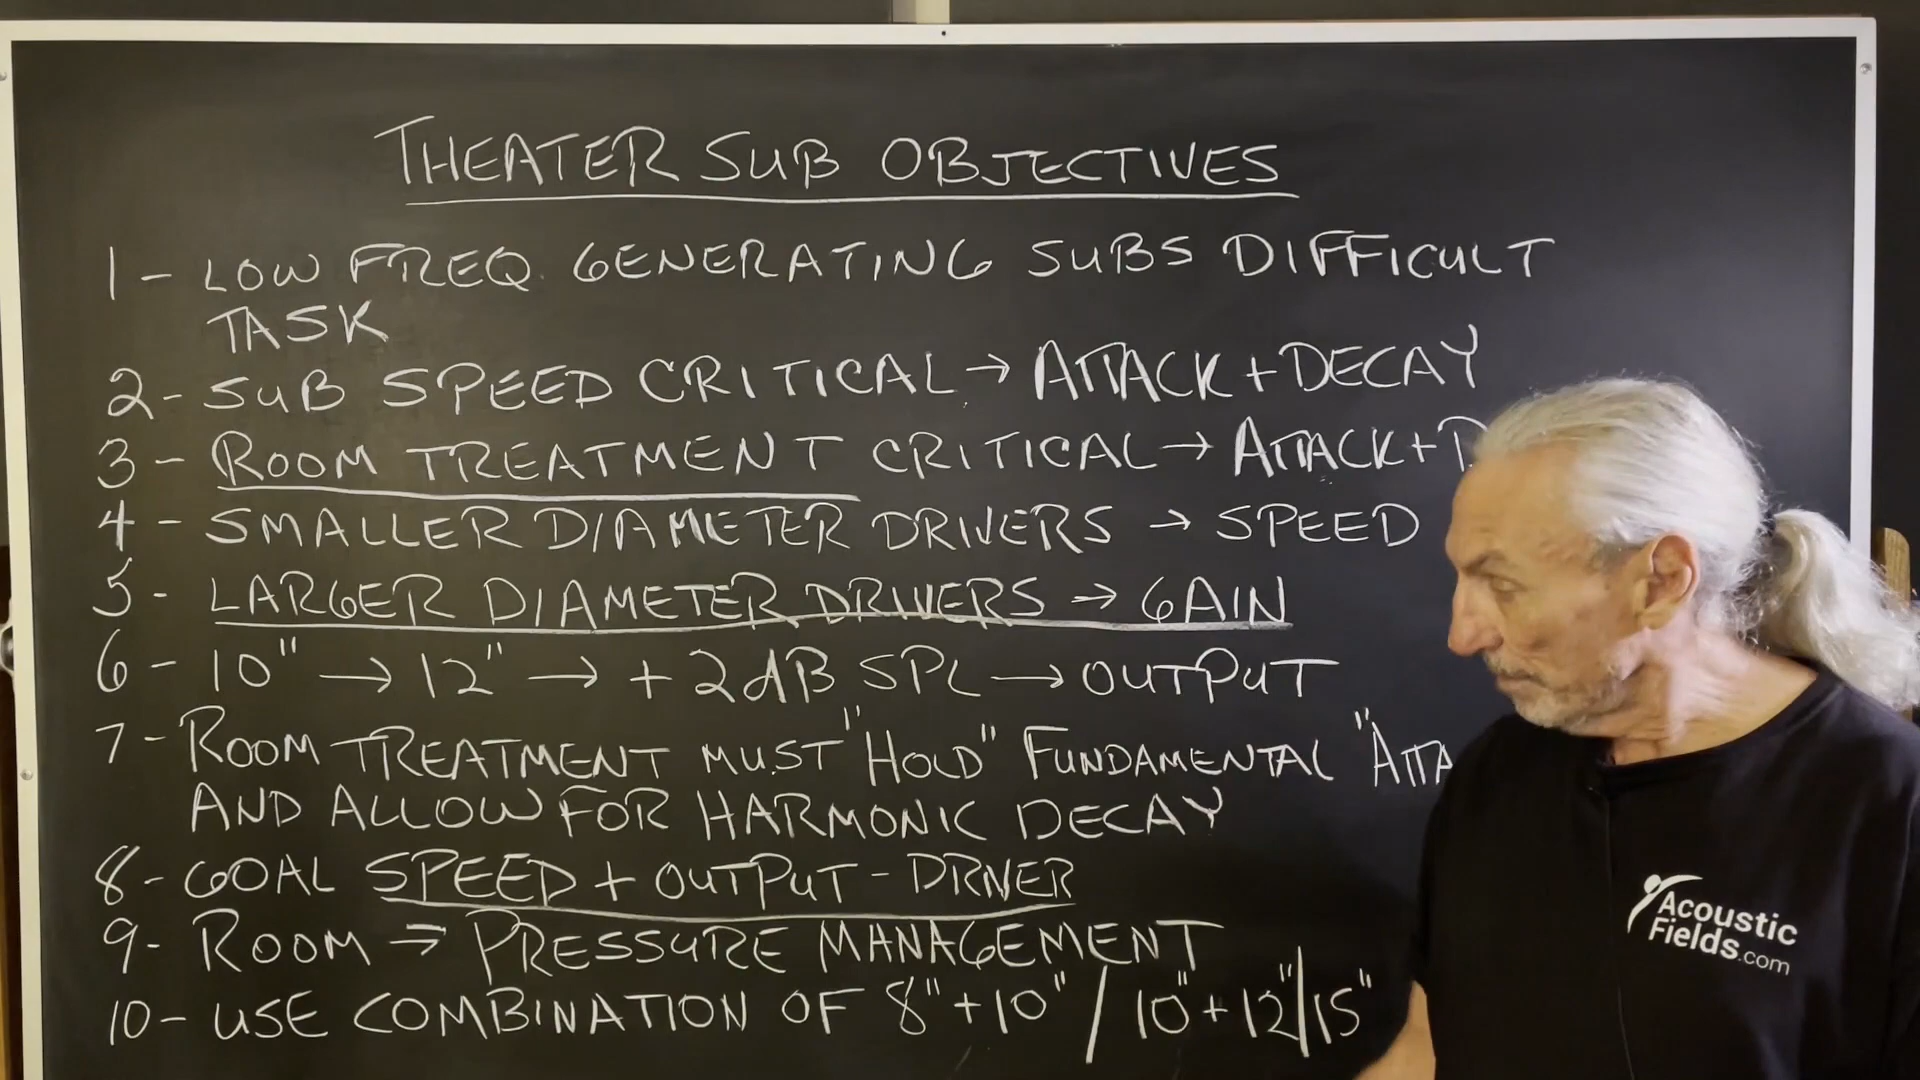 THEATER SUB OBJECTIVES
1 - LOW FREQ. GENERATING SUBS DIFFICULT
TASK
2 - SUB SPEED CRITICAL → ATTACK + DECAY
3 - ROOM TREATMENT CRITICAL → ATTACK + D
4 - SMALLER DIAMETER DRIVERS → SPEED
5 - LARGER DIAMETER DRIVERS → GAIN
6 - 10" → 12" → + 2dB SPL → OUTPUT
7 - ROOM TREATMENT MUST "HOLD" FUNDAMENTAL "ATTA
AND ALLOW FOR HARMONIC DECAY
8 - GOAL SPEED + OUTPUT - DRIVER
9 - ROOM → PRESSURE MANAGEMENT
10 - USE COMBINATION OF 8" + 10" / 10" + 12" / 15"
Acoustic
Fields.com